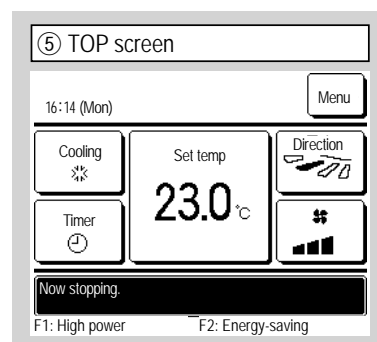 ⑤ TOP screen
16:14 (Mon)
Menu
Cooling
Set temp
Direction
23.0 °C
Timer
Now stopping.
F1: High power F2: Energy-saving